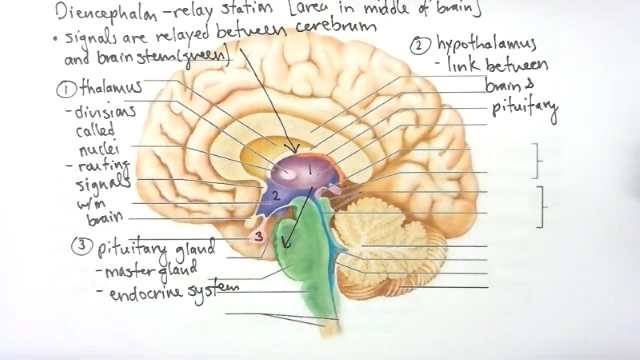 Diencephalon - relay station [area in middle of brain]
• signals are relayed between cerebrum
and brain stem [green]
② hypothalamus
- link between
brain &
pituitary
① thalamus
- divisions
called
nuclei
- routing
signals
w/in
brain
③ pituitary gland
- master gland
- endocrine system
1
2
3